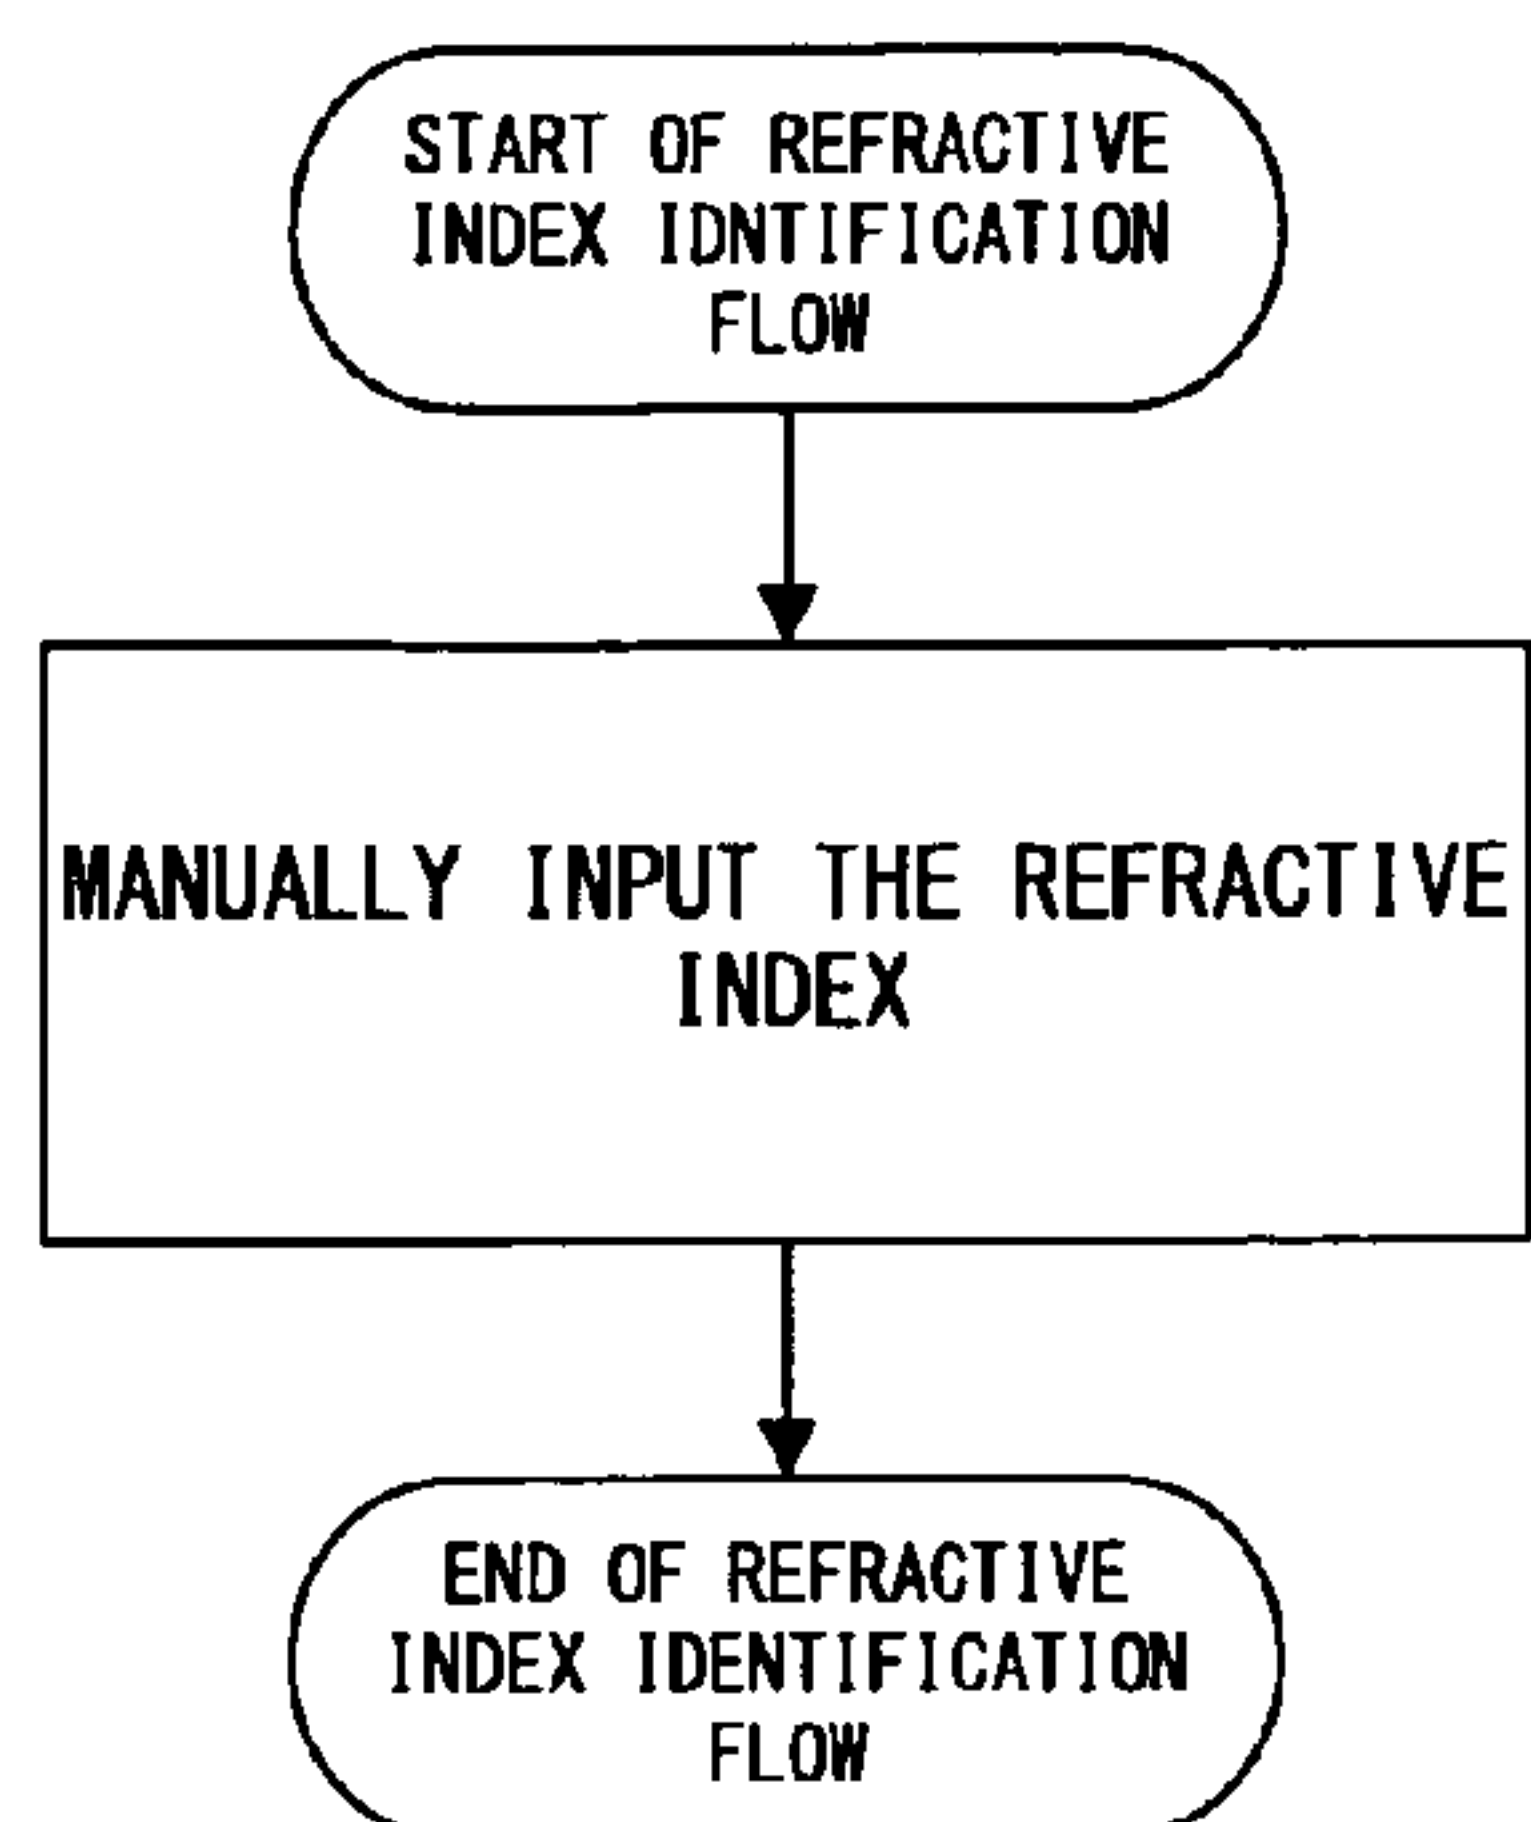 START OF REFRACTIVE
INDEX IDNTIFICATION
FLOW
MANUALLY INPUT THE REFRACTIVE
INDEX
END OF REFRACTIVE
INDEX IDENTIFICATION
FLOW